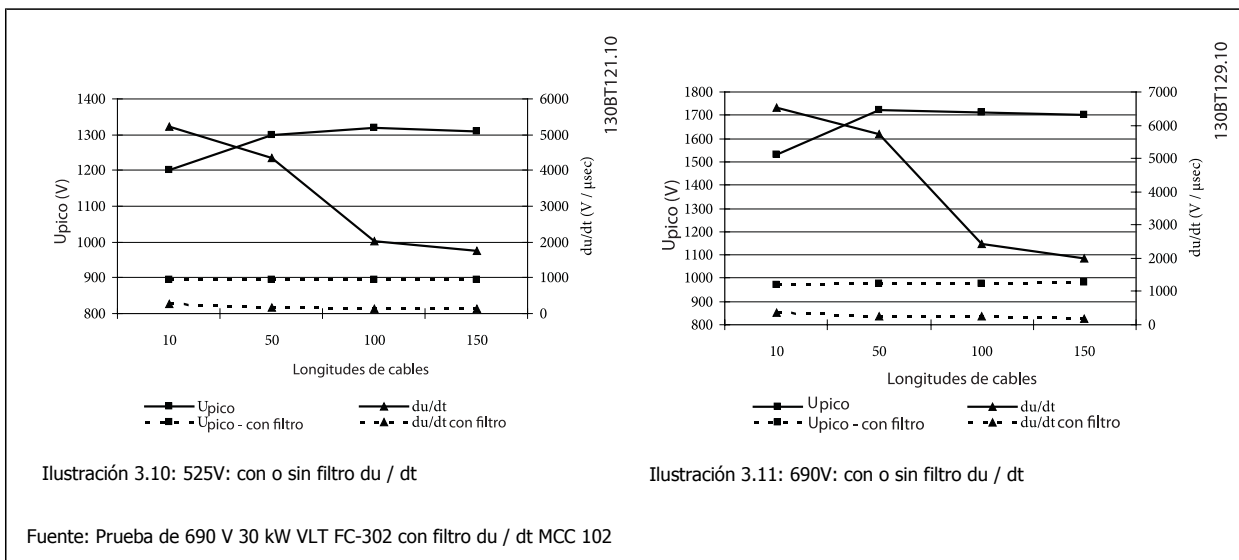 130BT121.10
1400
1300
1200
1100
1000
900
800
Upico (V)
6000
5000
4000
3000
2000
1000
0
du/dt (V / µsec)
10 50 100 150
Longitudes de cables
Upico
du/dt
Upico - con filtro
du/dt con filtro
Ilustración 3.10: 525V: con o sin filtro du / dt
130BT129.10
1800
1700
1600
1500
1400
1300
1200
1100
1000
900
800
Upico (V)
7000
6000
5000
4000
3000
2000
1000
0
du/dt (V / µsec)
10 50 100 150
Longitudes de cables
Upico
du/dt
Upico - con filtro
du/dt con filtro
Ilustración 3.11: 690V: con o sin filtro du / dt
Fuente: Prueba de 690 V 30 kW VLT FC-302 con filtro du / dt MCC 102